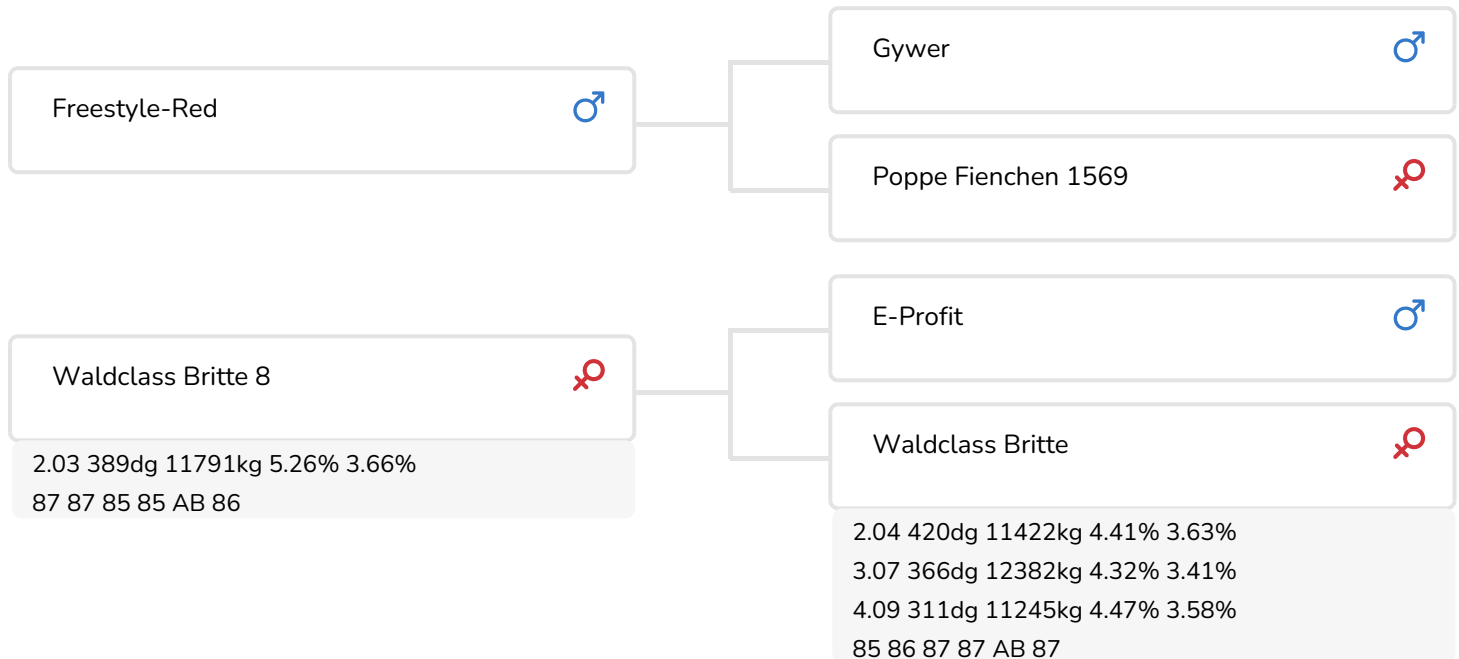 Gywer
Freestyle-Red
Poppe Fienchen 1569
E-Profit
Waldclass Britte 8
2.03 389dg 11791kg 5.26% 3.66%
87 87 85 85 AB 86
Waldclass Britte
2.04 420dg 11422kg 4.41% 3.63%
3.07 366dg 12382kg 4.32% 3.41%
4.09 311dg 11245kg 4.47% 3.58%
85 86 87 87 AB 87